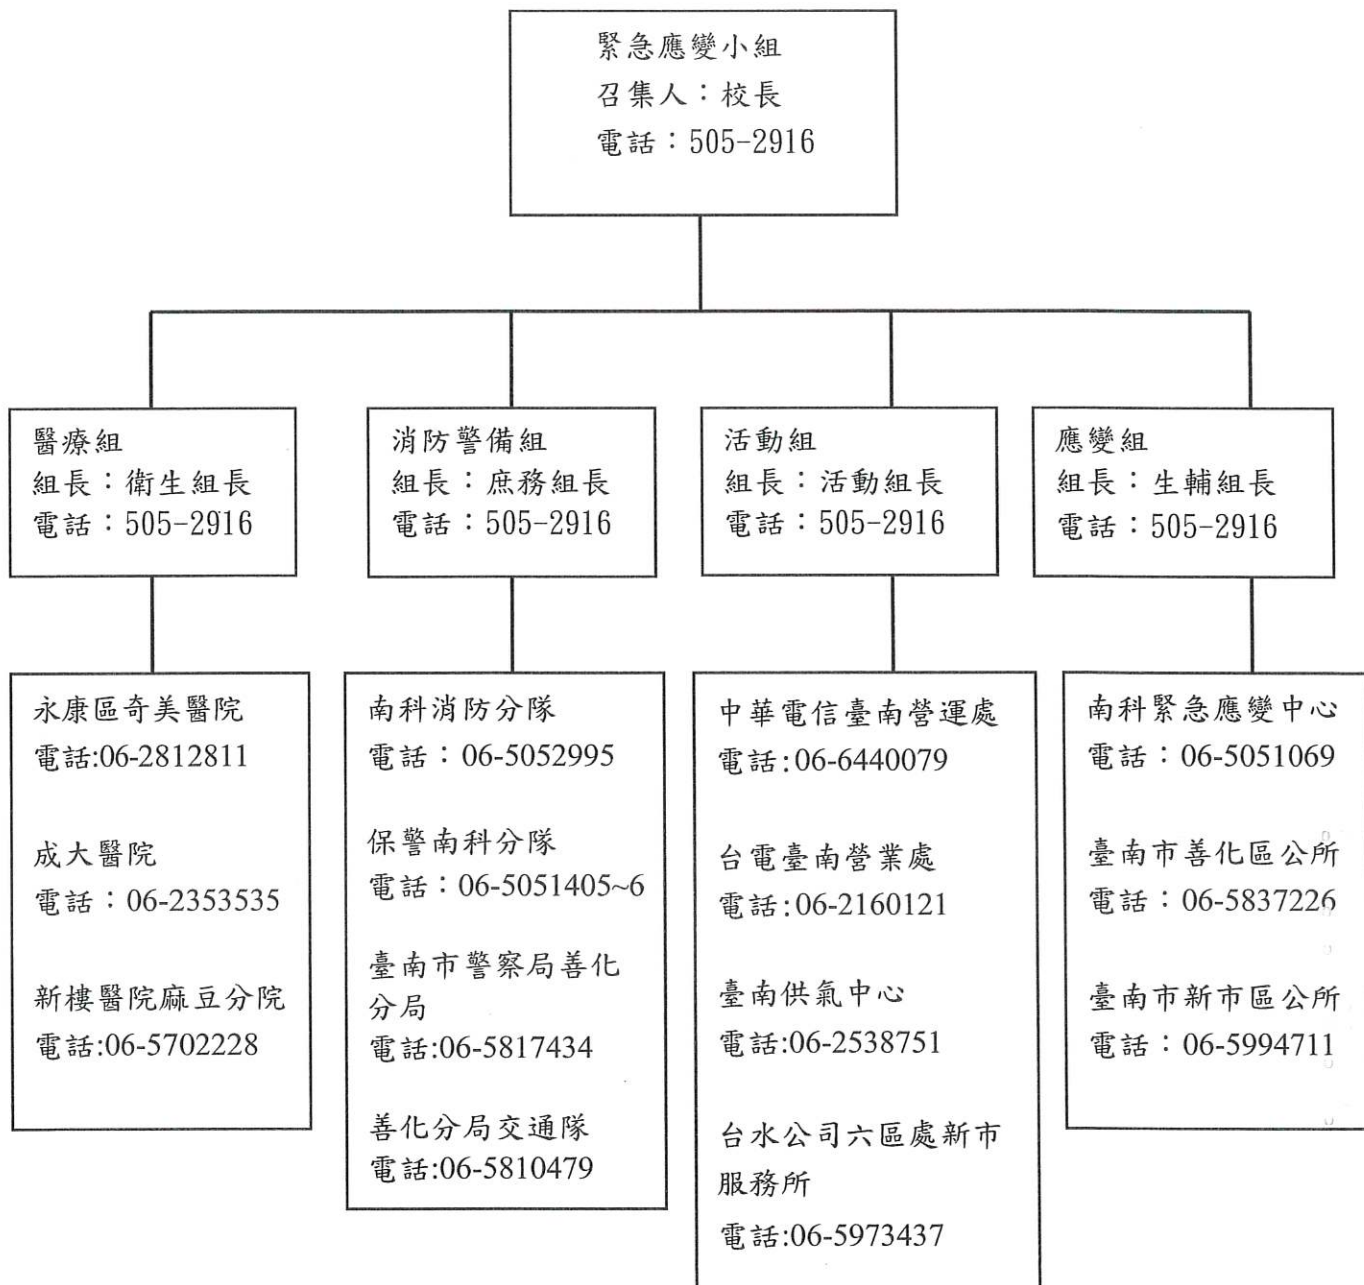 緊急應變小組
召集人：校長
電話：505-2916
醫療組
組長：衛生組長
電話：505-2916
消防警備組
組長：庶務組長
電話：505-2916
活動組
組長：活動組長
電話：505-2916
應變組
組長：生輔組長
電話：505-2916
永康區奇美醫院
電話:06-2812811
成大醫院
電話：06-2353535
新樓醫院麻豆分院
電話:06-5702228
南科消防分隊
電話：06-5052995
保警南科分隊
電話：06-5051405~6
臺南市警察局善化
分局
電話:06-5817434
善化分局交通隊
電話:06-5810479
中華電信臺南營運處
電話:06-6440079
台電臺南營業處
電話:06-2160121
臺南供氣中心
電話:06-2538751
台水公司六區處新市
服務所
電話:06-5973437
南科緊急應變中心
電話：06-5051069
臺南市善化區公所
電話：06-5837226
臺南市新市區公所
電話：06-5994711